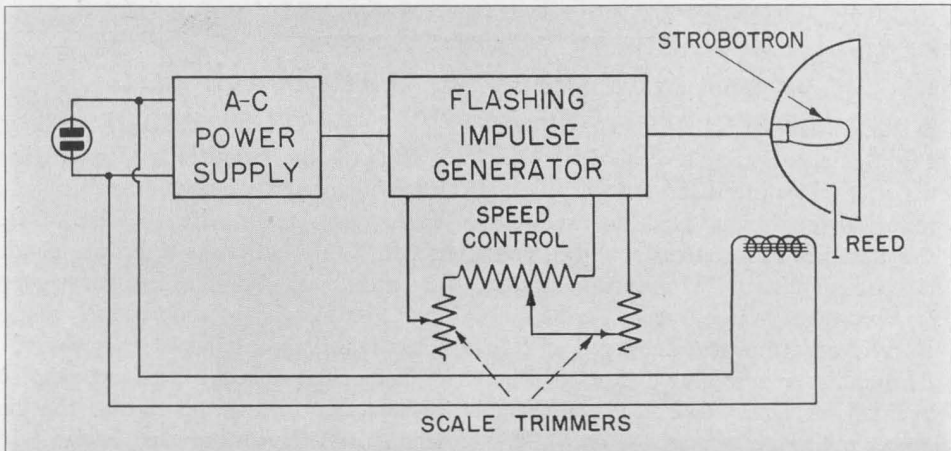 STROBOTRON
A-C
POWER
SUPPLY
FLASHING
IMPULSE
GENERATOR
SPEED
CONTROL
REED
SCALE TRIMMERS